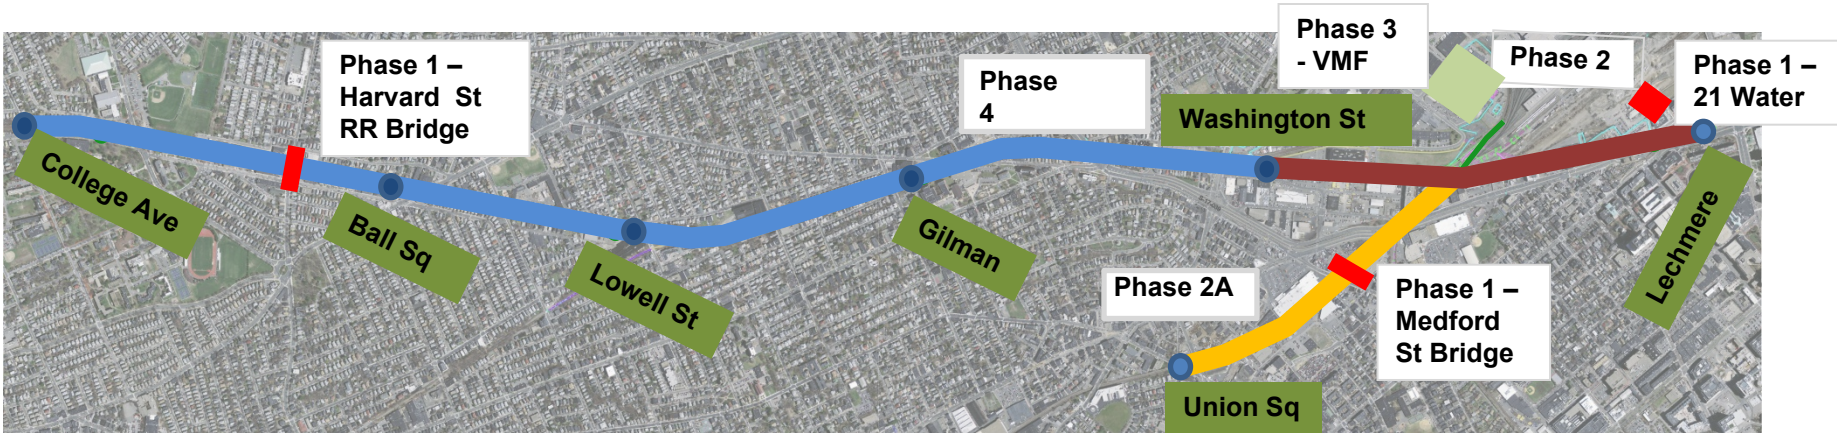 Phase 3
- VMF
Phase 2
Phase 1 –
21 Water
Phase 1 –
Harvard St
RR Bridge
Phase
4
Washington St
College Ave
Ball Sq
Lowell St
Gilman
Lechmere
Phase 2A
Phase 1 –
Medford
St Bridge
Union Sq